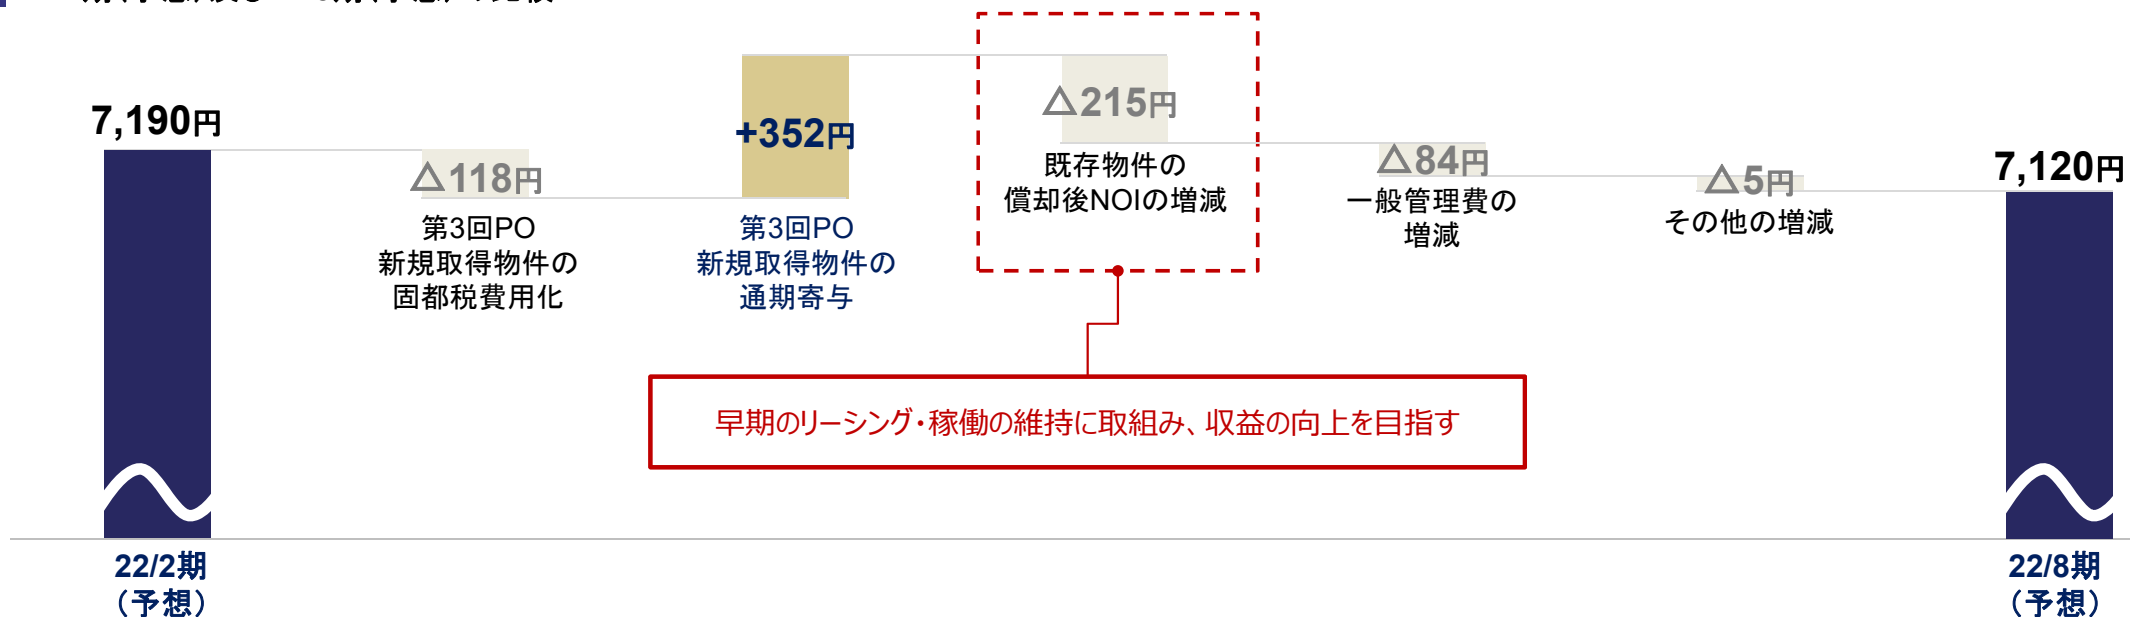 7,190円
△118円
第3回PO
新規取得物件の
固都税費用化
+352円
第3回PO
新規取得物件の
通期寄与
△215円
既存物件の
償却後NOIの増減
△84円
一般管理費の
増減
△5円
その他の増減
7,120円
早期のリーシング・稼働の維持に取組み、収益の向上を目指す
22/2期
（予想）
22/8期
（予想）